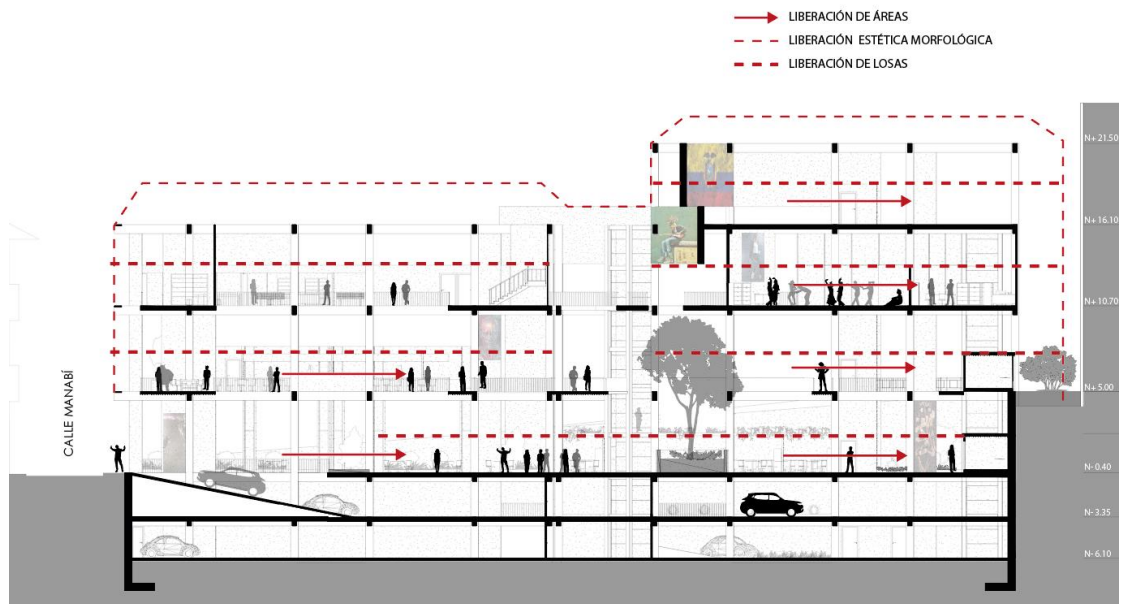 LIBERACIÓN DE ÁREAS
LIBERACIÓN ESTÉTICA MORFOLÓGICA
LIBERACIÓN DE LOSAS
N+ 21.50
N+ 16.10
N+ 10.70
N+ 5.00
N- 0.40
N- 3.35
N- 6.10
CALLE MANABÍ